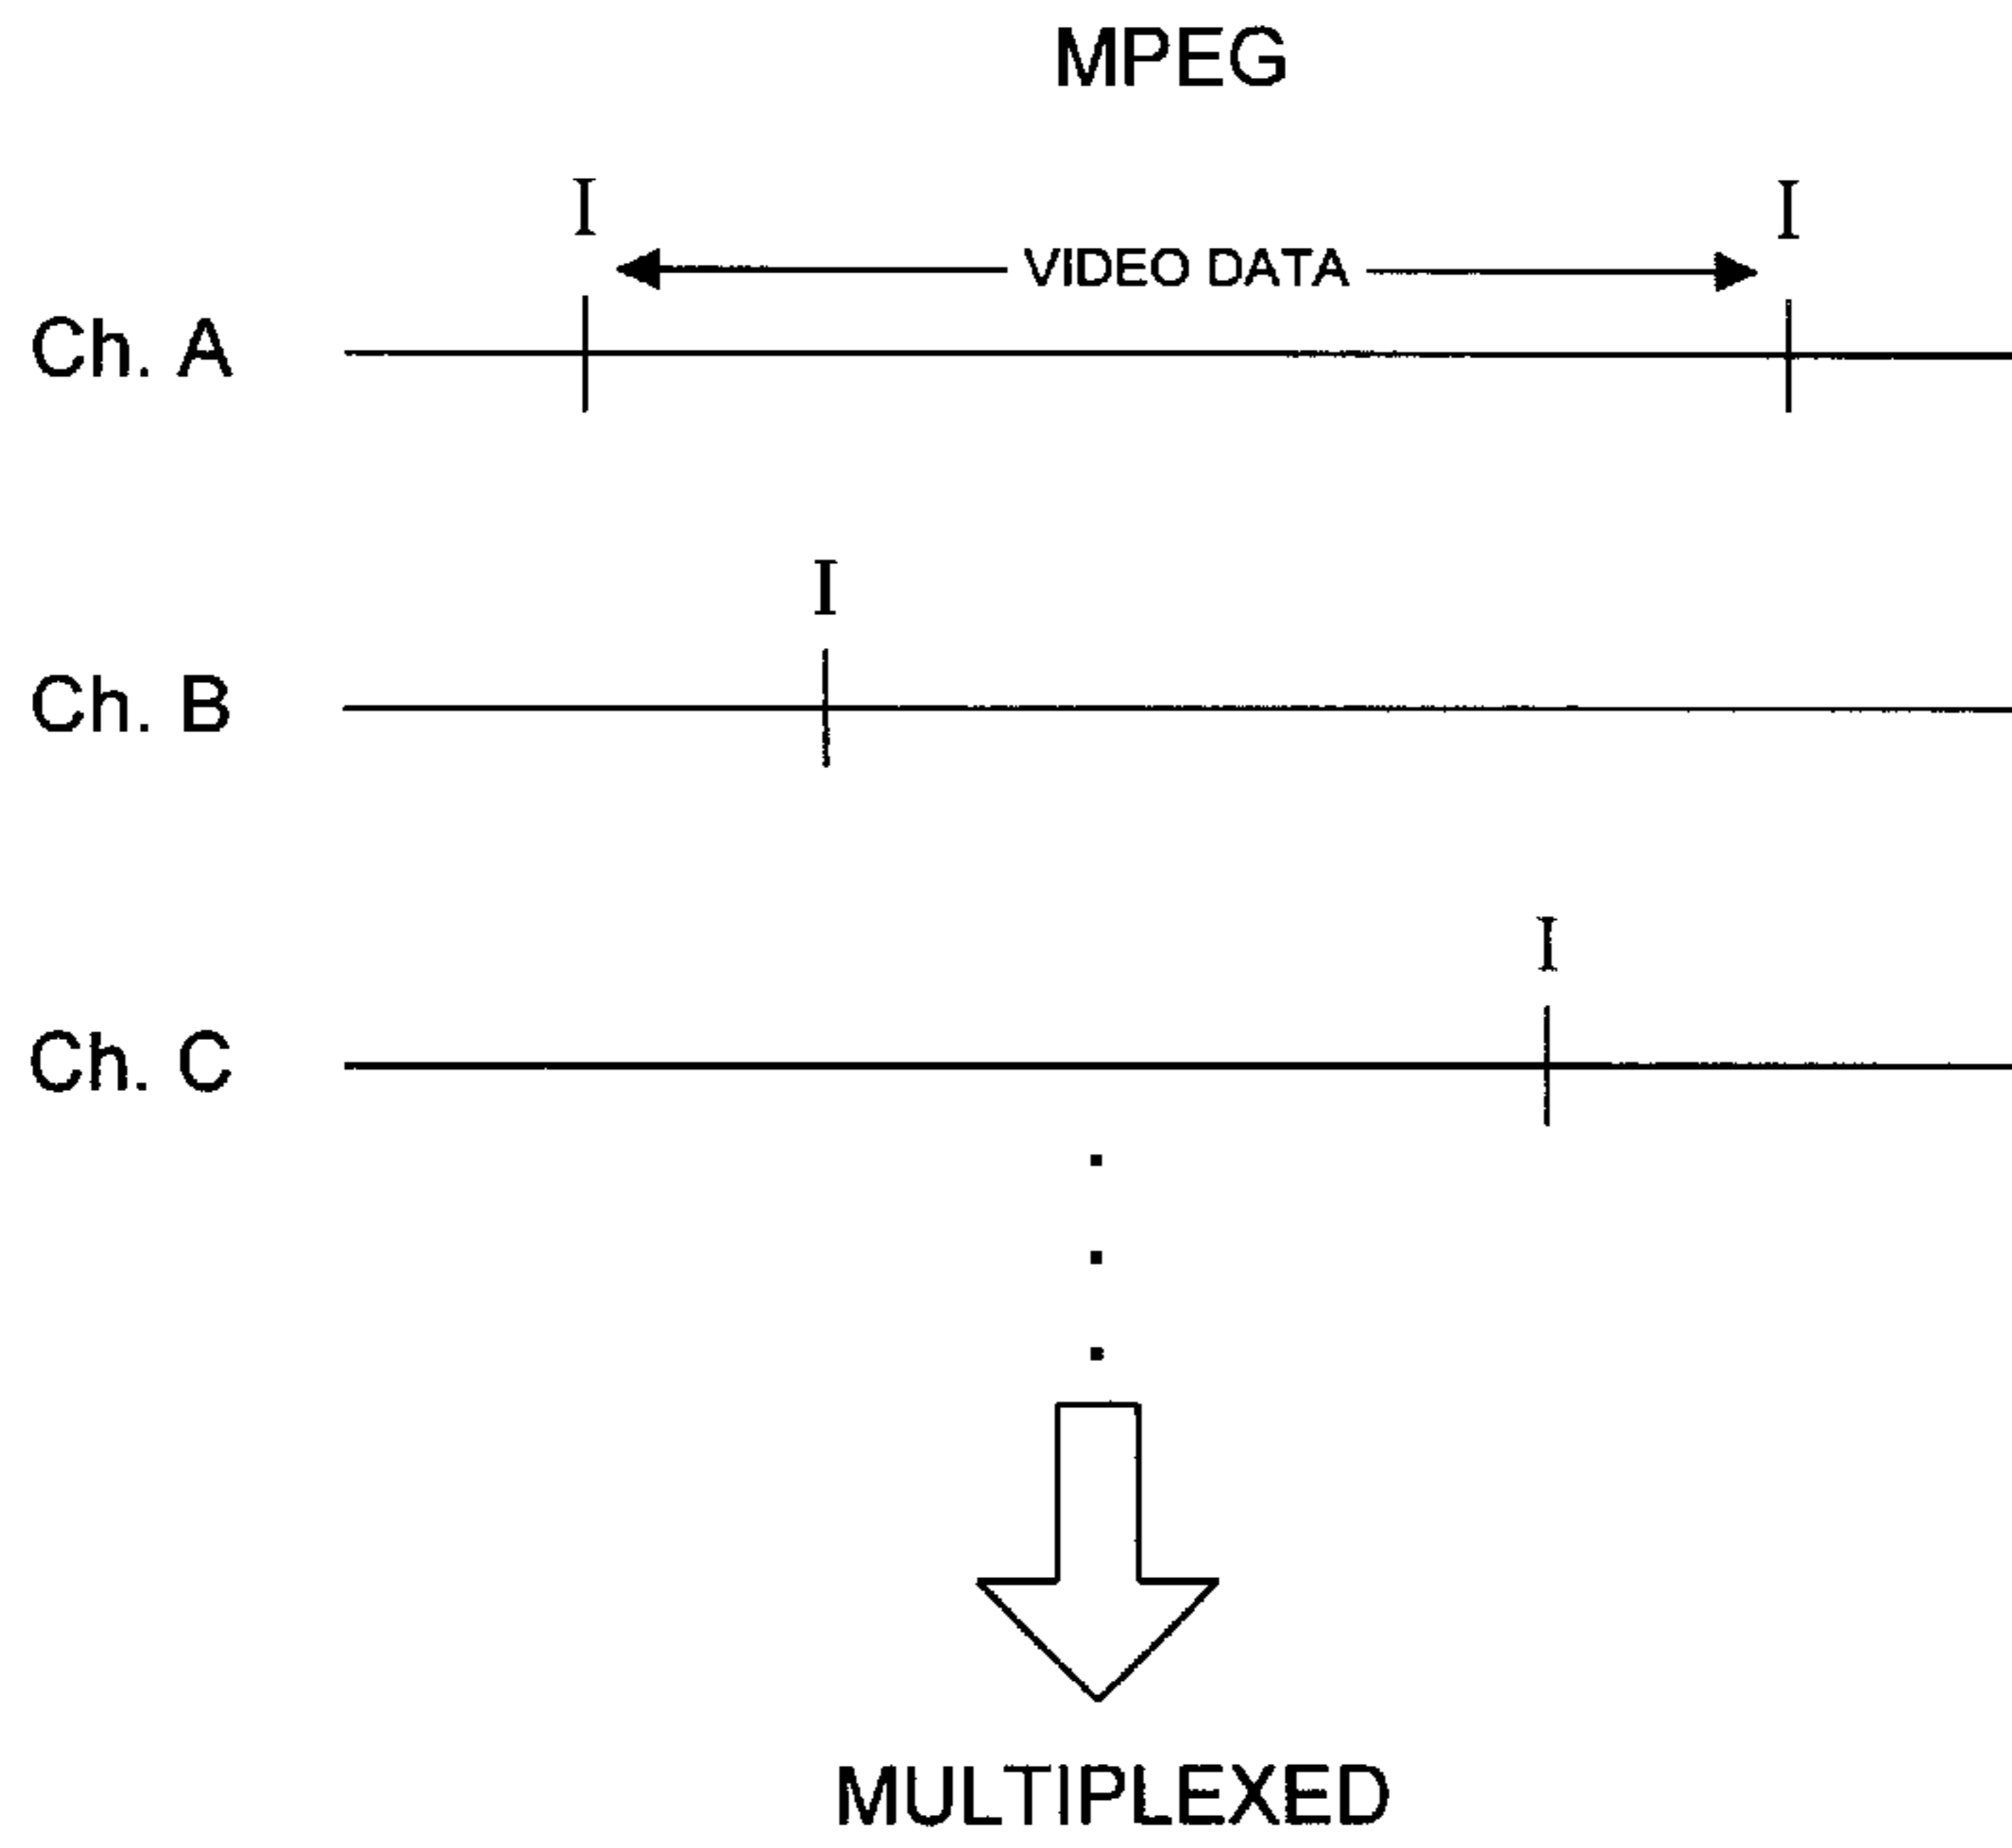 MPEG
I I
VIDEO DATA
Ch. A
I
Ch. B
I
Ch. C
MULTIPLEXED